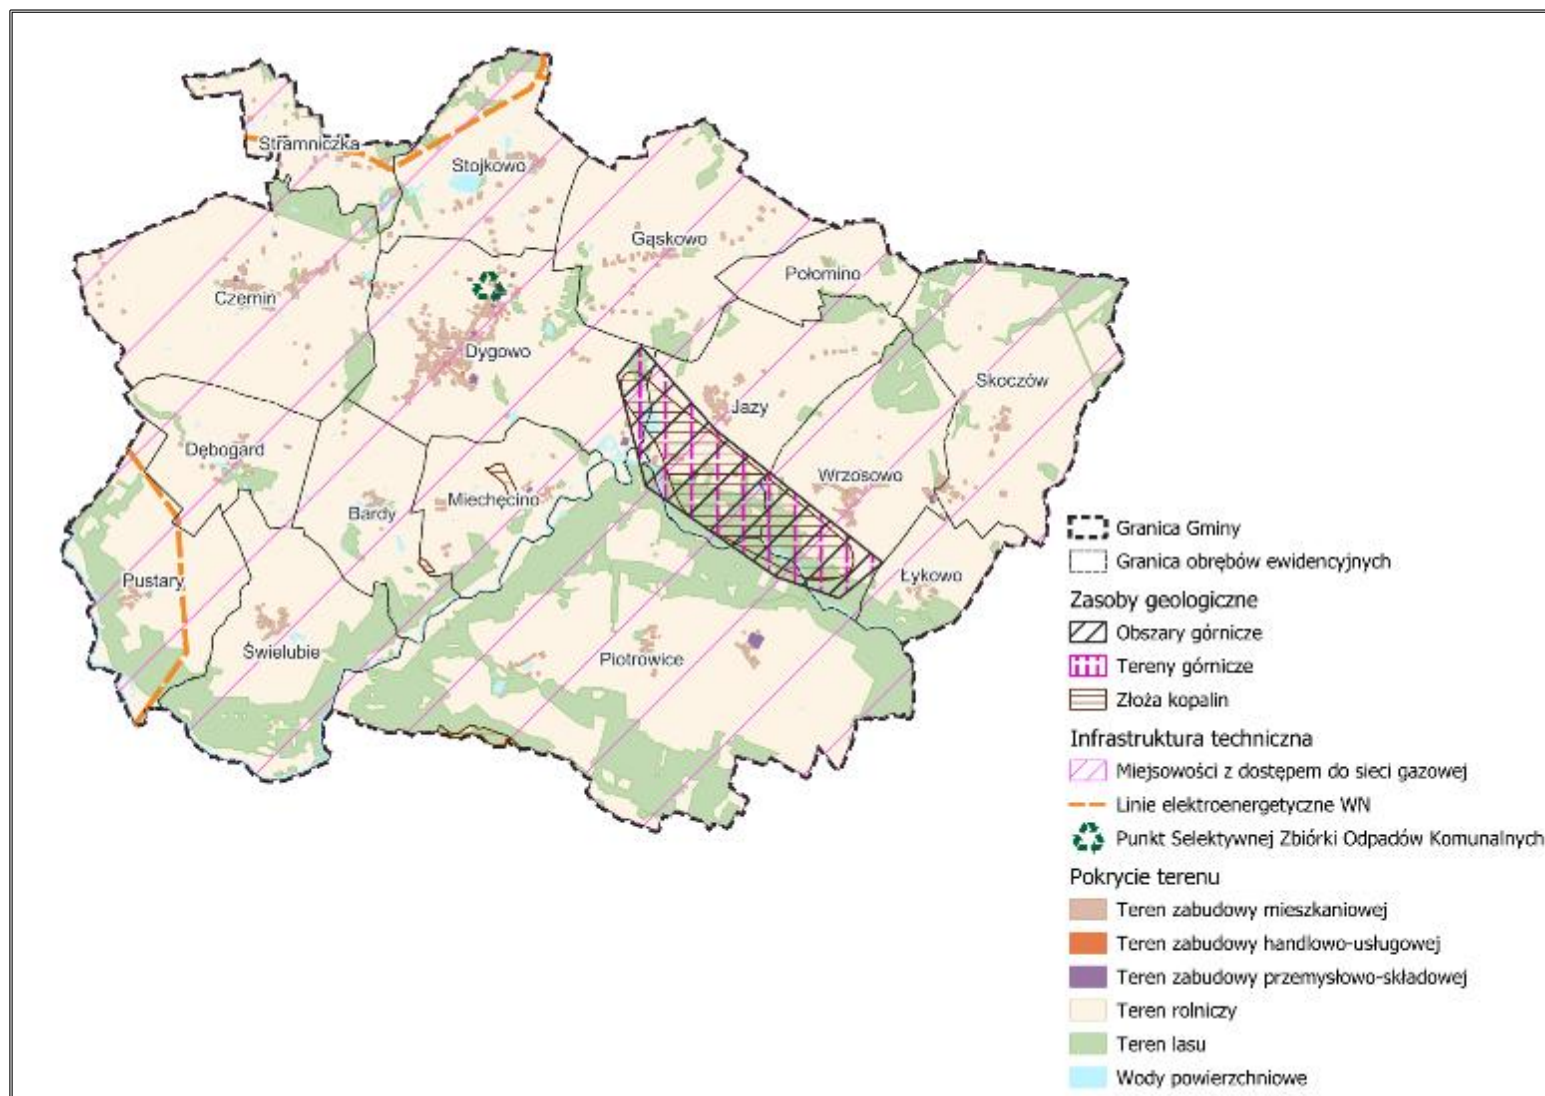 Stramniczka
Stojkowo
Gąskowo
Połomino
Czernin
Dygowo
Skoczów
Jazy
Dębogard
Wrzosowo
Miechęcino
Bardy
Pustary
Łykowo
Świelubie
Piotrowice
Granica Gminy
Granica obrębów ewidencyjnych
Zasoby geologiczne
Obszary górnicze
Tereny górnicze
Złoża kopalin
Infrastruktura techniczna
Miejsowości z dostępem do sieci gazowej
Linie elektroenergetyczne WN
Punkt Selektywnej Zbiórki Odpadów Komunalnych
Pokrycie terenu
Teren zabudowy mieszkaniowej
Teren zabudowy handlowo-usługowej
Teren zabudowy przemysłowo-składowej
Teren rolniczy
Teren lasu
Wody powierzchniowe